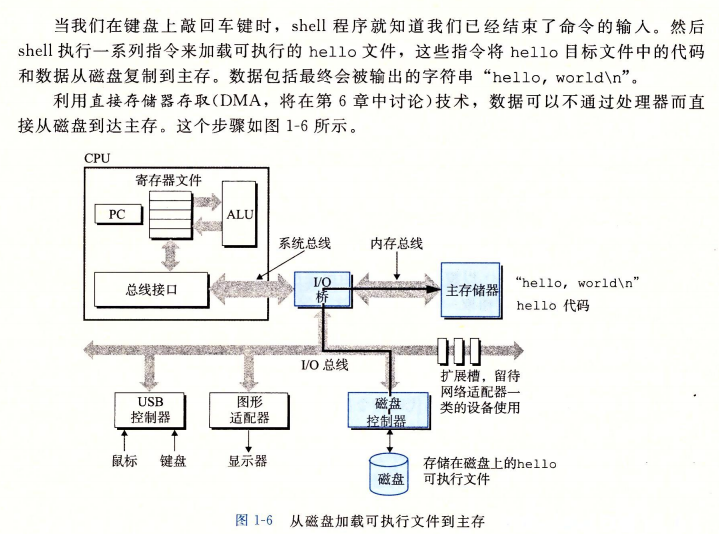 当我们在键盘上敲回车键时，shell 程序就知道我们已经结束了命令的输入。然后
shell 执行一系列指令来加载可执行的 hello 文件，这些指令将 hello 目标文件中的代码
和数据从磁盘复制到主存。数据包括最终会被输出的字符串“hello, world\n”。
利用直接存储器存取(DMA，将在第 6 章中讨论)技术，数据可以不通过处理器而直
接从磁盘到达主存。这个步骤如图 1-6 所示。
CPU
寄存器文件
PC
ALU
系统总线
内存总线
总线接口
I/O
桥
主存储器
“hello, world\n”
hello 代码
I/O 总线
扩展槽，留待
网络适配器一
类的设备使用
USB
控制器
图形
适配器
磁盘
控制器
鼠标
键盘
显示器
磁盘
存储在磁盘上的hello
可执行文件
图 1-6 从磁盘加载可执行文件到主存